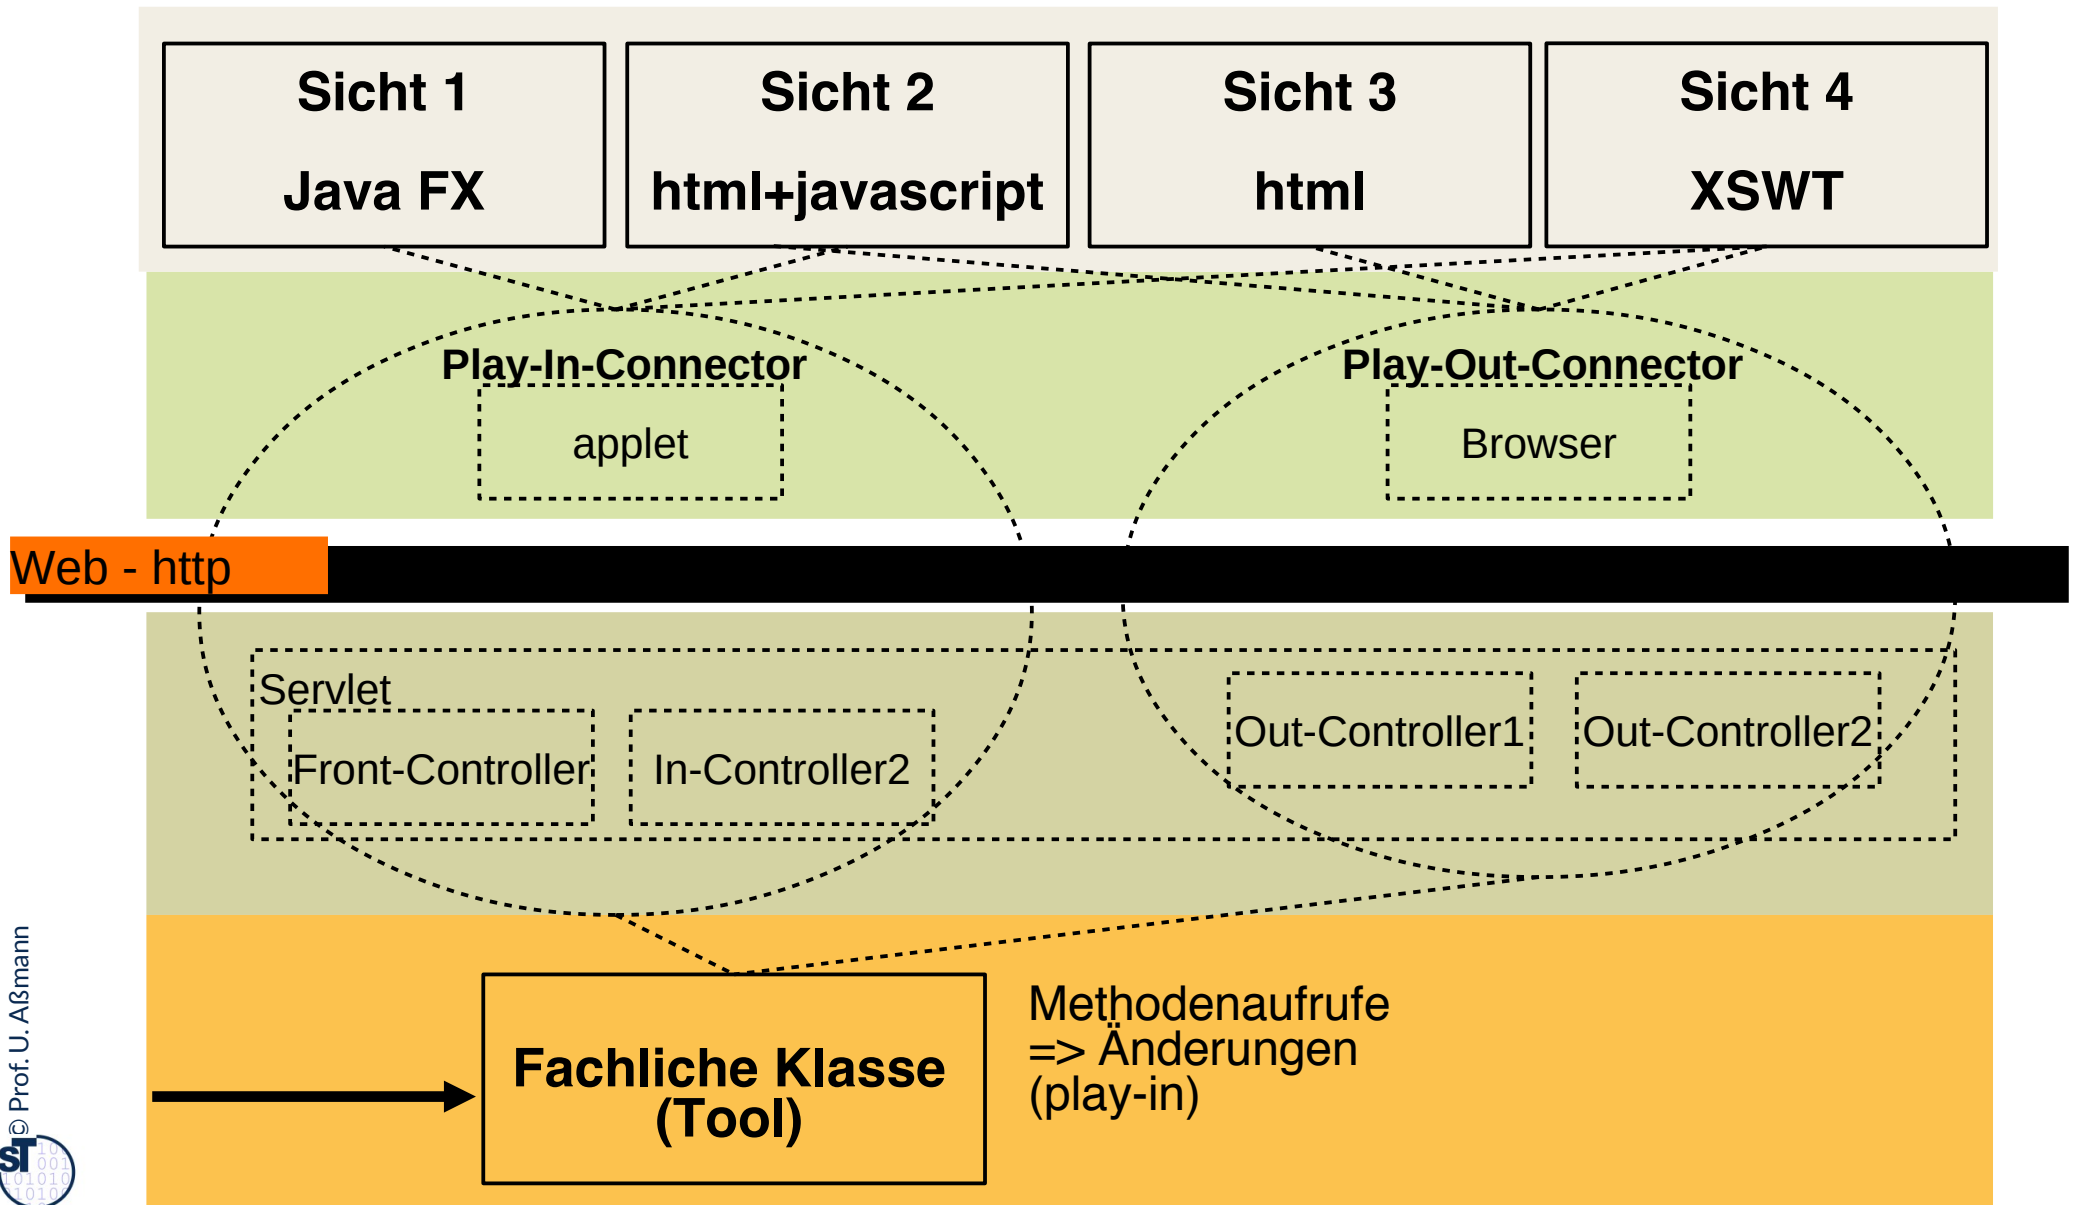 Sicht 1
Java FX
Sicht 2
html+javascript
Sicht 3
html
Sicht 4
XSWT
Play-In-Connector
applet
Play-Out-Connector
Browser
Web - http
Servlet
Front-Controller
In-Controller2
Out-Controller1
Out-Controller2
Fachliche Klasse
(Tool)
Methodenaufrufe
=> Änderungen
(play-in)
© Prof. U. Aßmann
ST